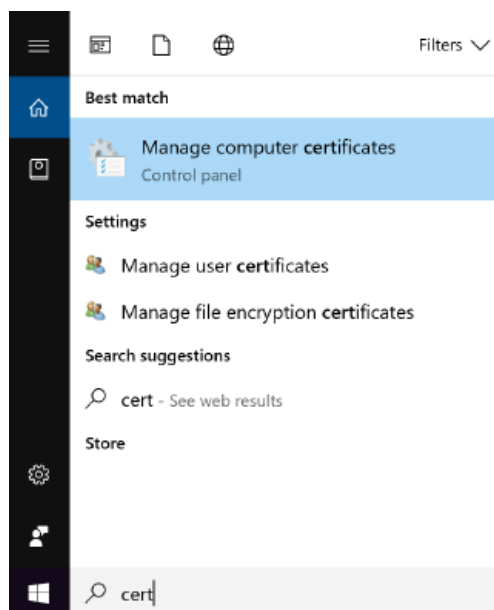 Filters
Best match
Manage computer certificates
Control panel
Settings
Manage user certificates
Manage file encryption certificates
Search suggestions
cert - See web results
Store
cert